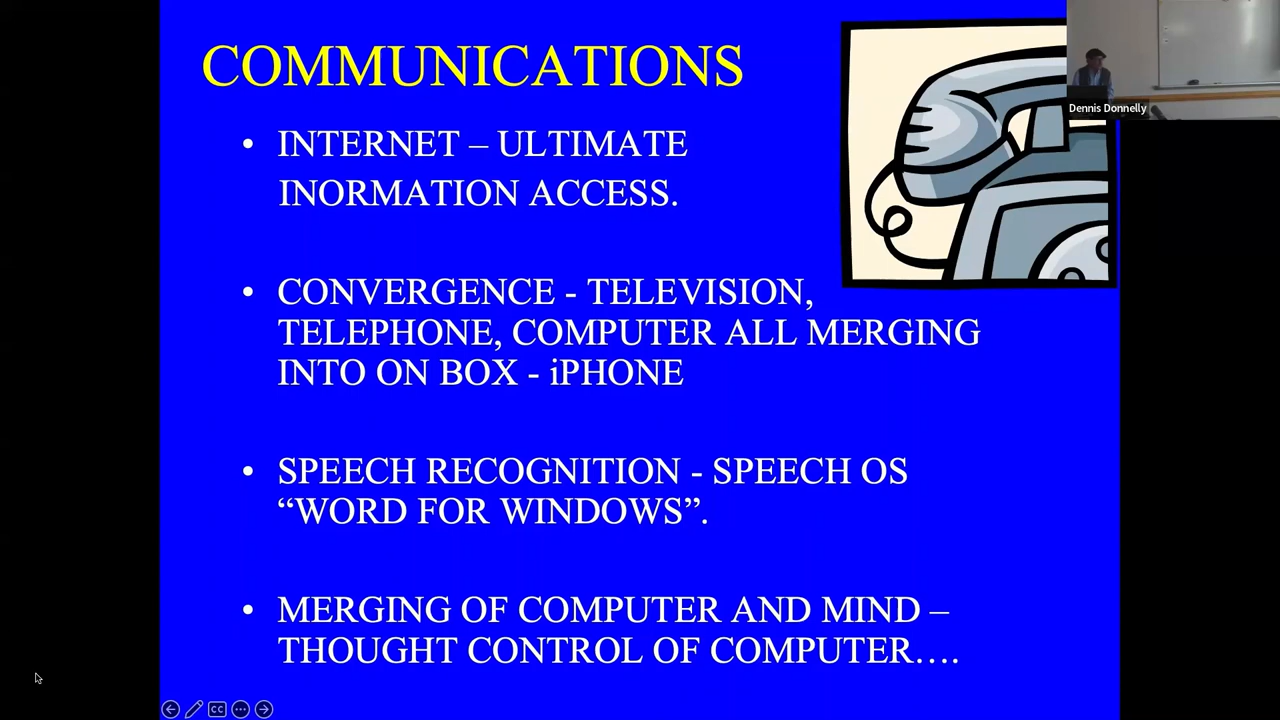 COMMUNICATIONS
Dennis Donnelly
• INTERNET – ULTIMATE
INORMATION ACCESS.
• CONVERGENCE - TELEVISION,
TELEPHONE, COMPUTER ALL MERGING
INTO ON BOX - iPHONE
• SPEECH RECOGNITION - SPEECH OS
“WORD FOR WINDOWS”.
• MERGING OF COMPUTER AND MIND –
THOUGHT CONTROL OF COMPUTER….
CC